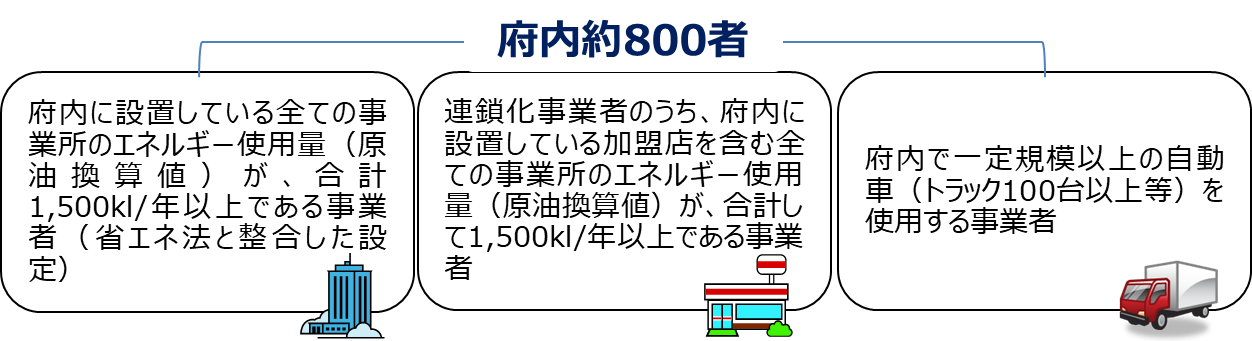 府内約800者
府内に設置している全ての事
業所のエネルギー使用量（原
油換算値）が、合計
1,500kl/年以上である事業
者（省エネ法と整合した設
定）
連鎖化事業者のうち、府内に
設置している加盟店を含む全
ての事業所のエネルギー使用
量（原油換算値）が、合計し
て1,500kl/年以上である事業
者
府内で一定規模以上の自動
車（トラック100台以上等）を
使用する事業者